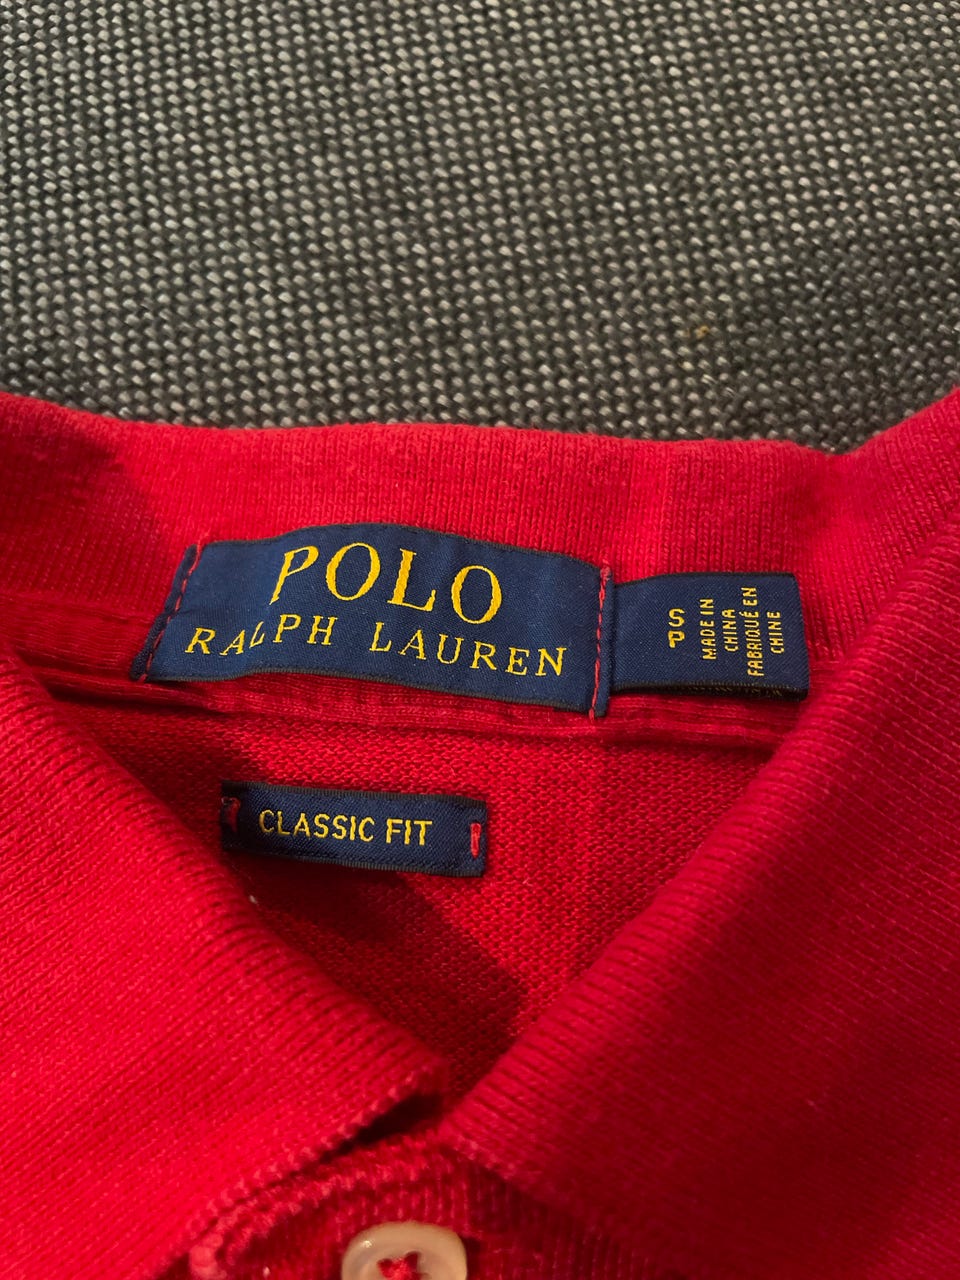 POLO
RALPH LAUREN
S
P
MADE IN
CHINA
FABRIQUÉ EN
CHINE
CLASSIC FIT